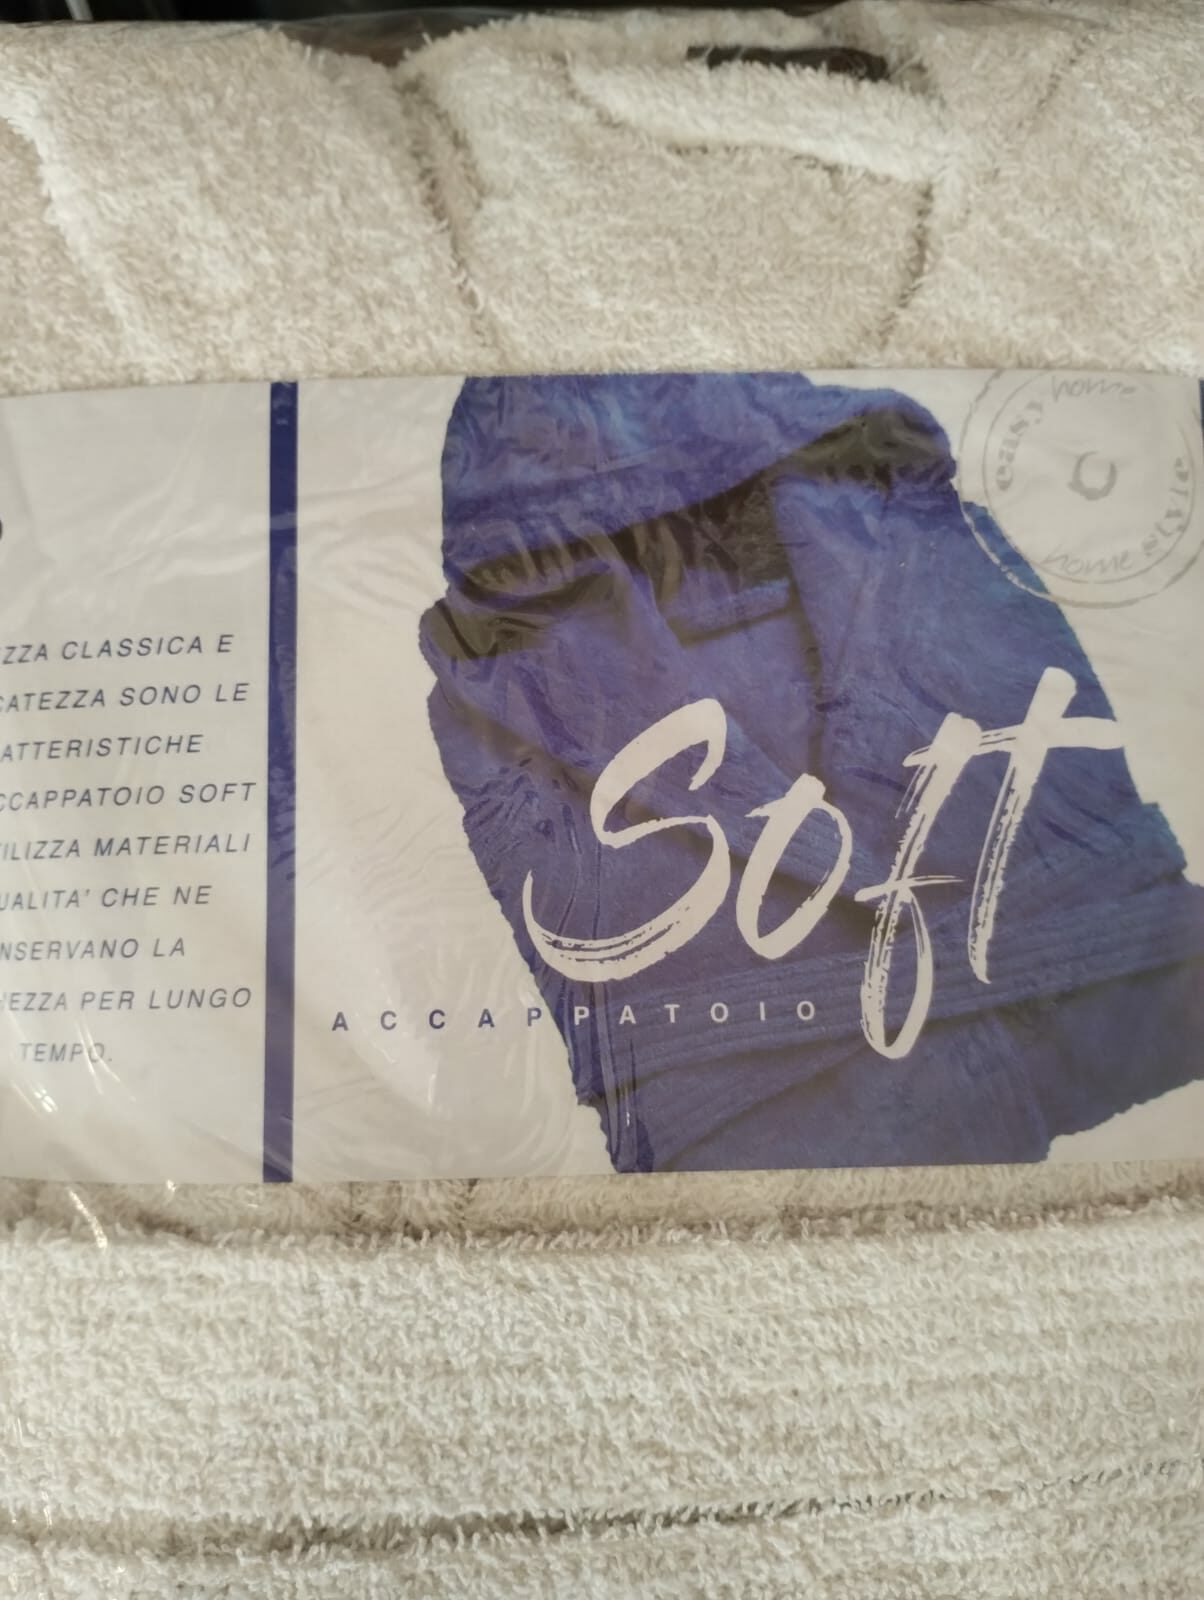 ZZA CLASSICA E
CATEZZA SONO LE
ATTERISTICHE
CCAPPATOIO SOFT
TILIZZA MATERIALI
UALITA' CHE NE
NSERVANO LA
HEZZA PER LUNGO
TEMPO.
Soft
ACCAPPATOIO
easy home
home style